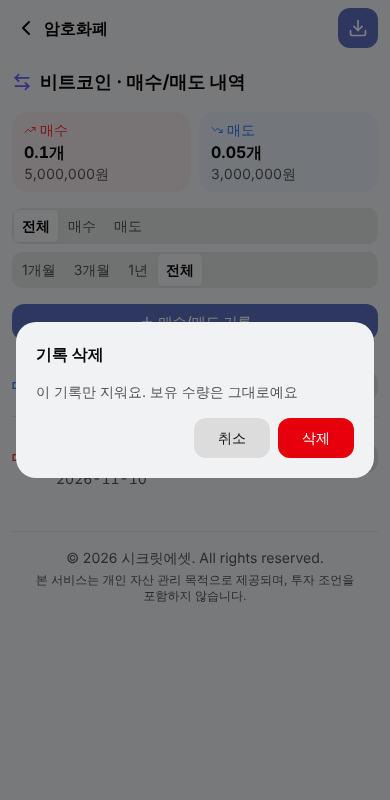 암호화폐
비트코인 · 매수/매도 내역
매수
0.1개
5,000,000원
매도
0.05개
3,000,000원
전체 매수 매도
1개월 3개월 1년 전체
기록 삭제
이 기록만 지워요. 보유 수량은 그대로예요
취소 삭제
2026-11-10
© 2026 시크릿에셋. All rights reserved.
본 서비스는 개인 자산 관리 목적으로 제공되며, 투자 조언을
포함하지 않습니다.